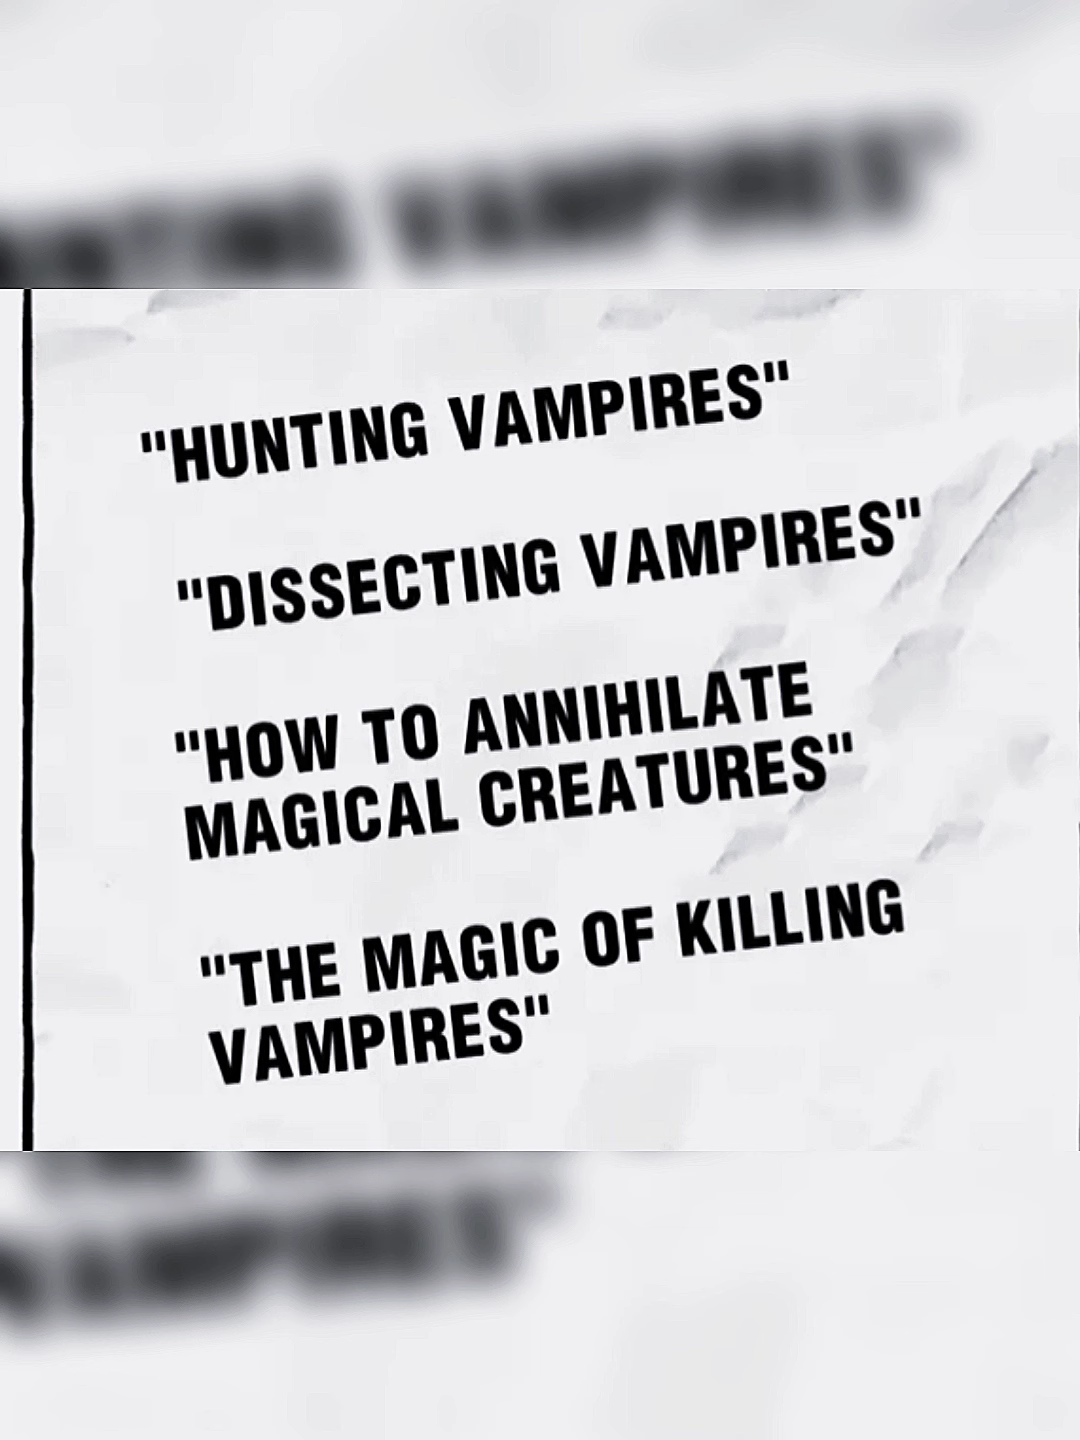 "HUNTING VAMPIRES"
"DISSECTING VAMPIRES"
"HOW TO ANNIHILATE
MAGICAL CREATURES"
"THE MAGIC OF KILLING
VAMPIRES"